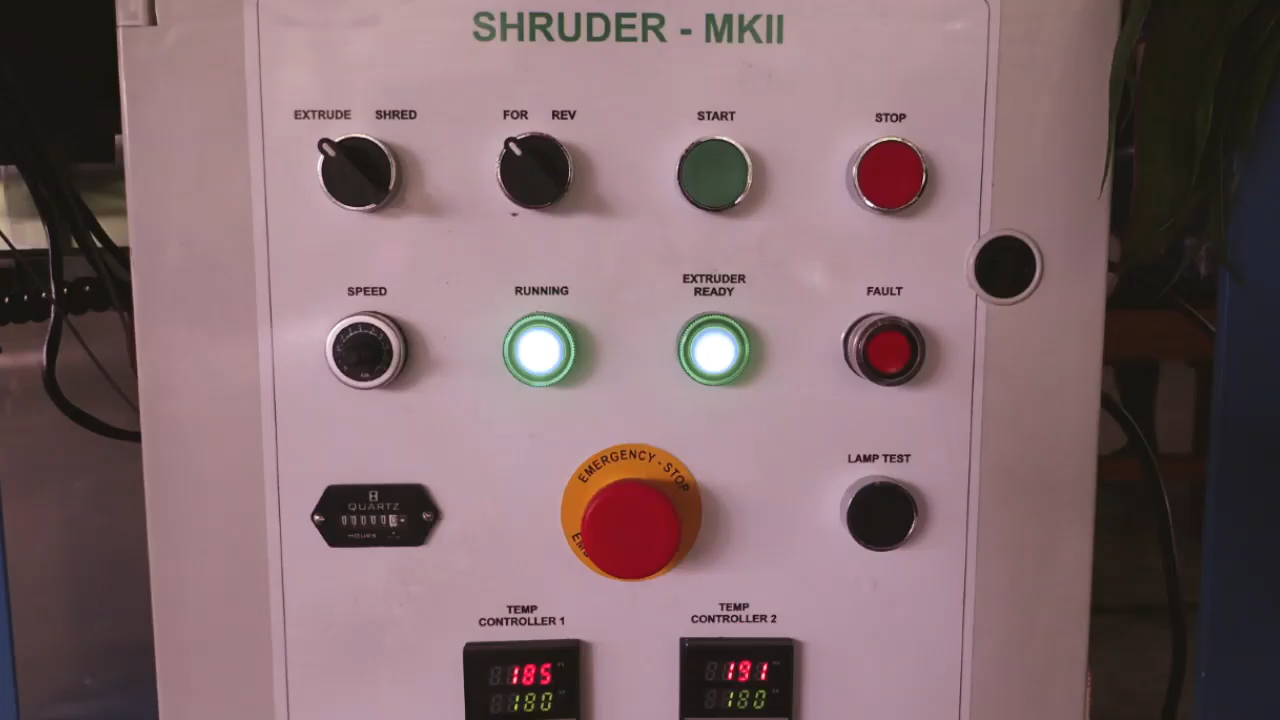 SHRUDER - MKII
EXTRUDE SHRED
FOR REV
START
STOP
SPEED
RUNNING
EXTRUDER
READY
FAULT
QUARTZ
HOURS
EMERGENCY - STOP
LAMP TEST
TEMP
CONTROLLER 1
TEMP
CONTROLLER 2
185
180
191
180